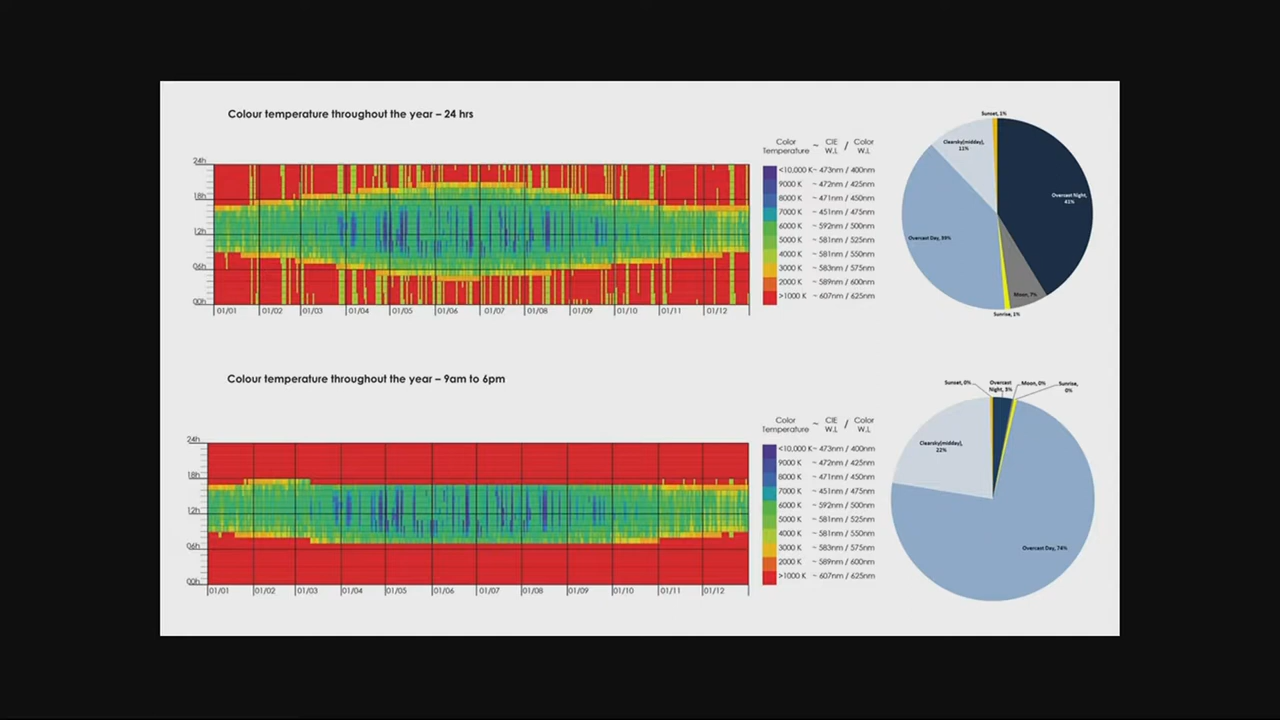 Colour temperature throughout the year – 24 hrs
24h
18h
12h
06h
00h
01/01 01/02 01/03 01/04 01/05 01/06 01/07 01/08 01/09 01/10 01/11 01/12
Color Temperature ~ CIE W.L / Color W.L
<10,000 K ~ 473nm / 400nm
9000 K ~ 472nm / 425nm
8000 K ~ 471nm / 450nm
7000 K ~ 451nm / 475nm
6000 K ~ 592nm / 500nm
5000 K ~ 581nm / 525nm
4000 K ~ 581nm / 550nm
3000 K ~ 583nm / 575nm
2000 K ~ 589nm / 600nm
>1000 K ~ 607nm / 625nm
Sunset, 1%
Clearsky(midday), 11%
Overcast Night, 41%
Overcast Day, 39%
Moon, 7%
Sunrise, 1%
Colour temperature throughout the year – 9am to 6pm
24h
18h
12h
06h
00h
01/01 01/02 01/03 01/04 01/05 01/06 01/07 01/08 01/09 01/10 01/11 01/12
Color Temperature ~ CIE W.L / Color W.L
<10,000 K ~ 473nm / 400nm
9000 K ~ 472nm / 425nm
8000 K ~ 471nm / 450nm
7000 K ~ 451nm / 475nm
6000 K ~ 592nm / 500nm
5000 K ~ 581nm / 525nm
4000 K ~ 581nm / 550nm
3000 K ~ 583nm / 575nm
2000 K ~ 589nm / 600nm
>1000 K ~ 607nm / 625nm
Sunset, 0%
Overcast Night, 3%
Moon, 0%
Sunrise, 0%
Clearsky(midday), 22%
Overcast Day, 74%